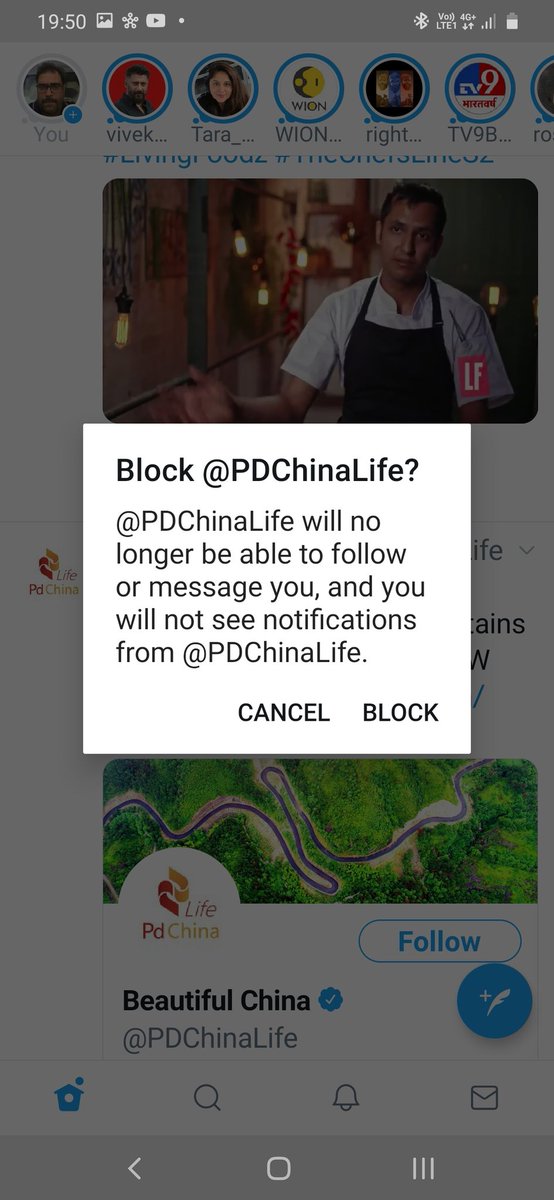 19:50
Vo)) 4G+
LTE1
WION
TV9
भारतवर्ष
You
vivek...
Tara_...
WION...
right...
TV9B...
ro
#LivingFoodz #TheChefsLineS2
LF
Block @PDChinaLife?
@PDChinaLife will no
longer be able to follow
or message you, and you
will not see notifications
from @PDChinaLife.
CANCEL
BLOCK
Life
Pd China
ife
tains
W
/
Life
Pd China
Follow
Beautiful China
@PDChinaLife